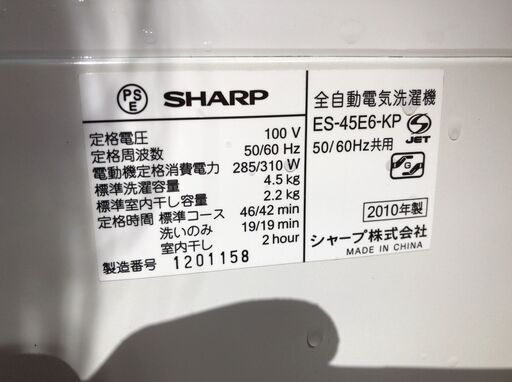 PS
E
SHARP
定格電圧 100 V
定格周波数 50/60 Hz
電動機定格消費電力 285/310 W
標準洗濯容量 4.5 kg
標準室内干し容量 2.2 kg
定格時間 標準コース 46/42 min
洗いのみ 19/19 min
室内干し 2 hour
製造番号 1201158
全自動電気洗濯機
ES-45E6-KP
S
JET
50/60Hz共用
G
2010年製
シャープ株式会社
MADE IN CHINA